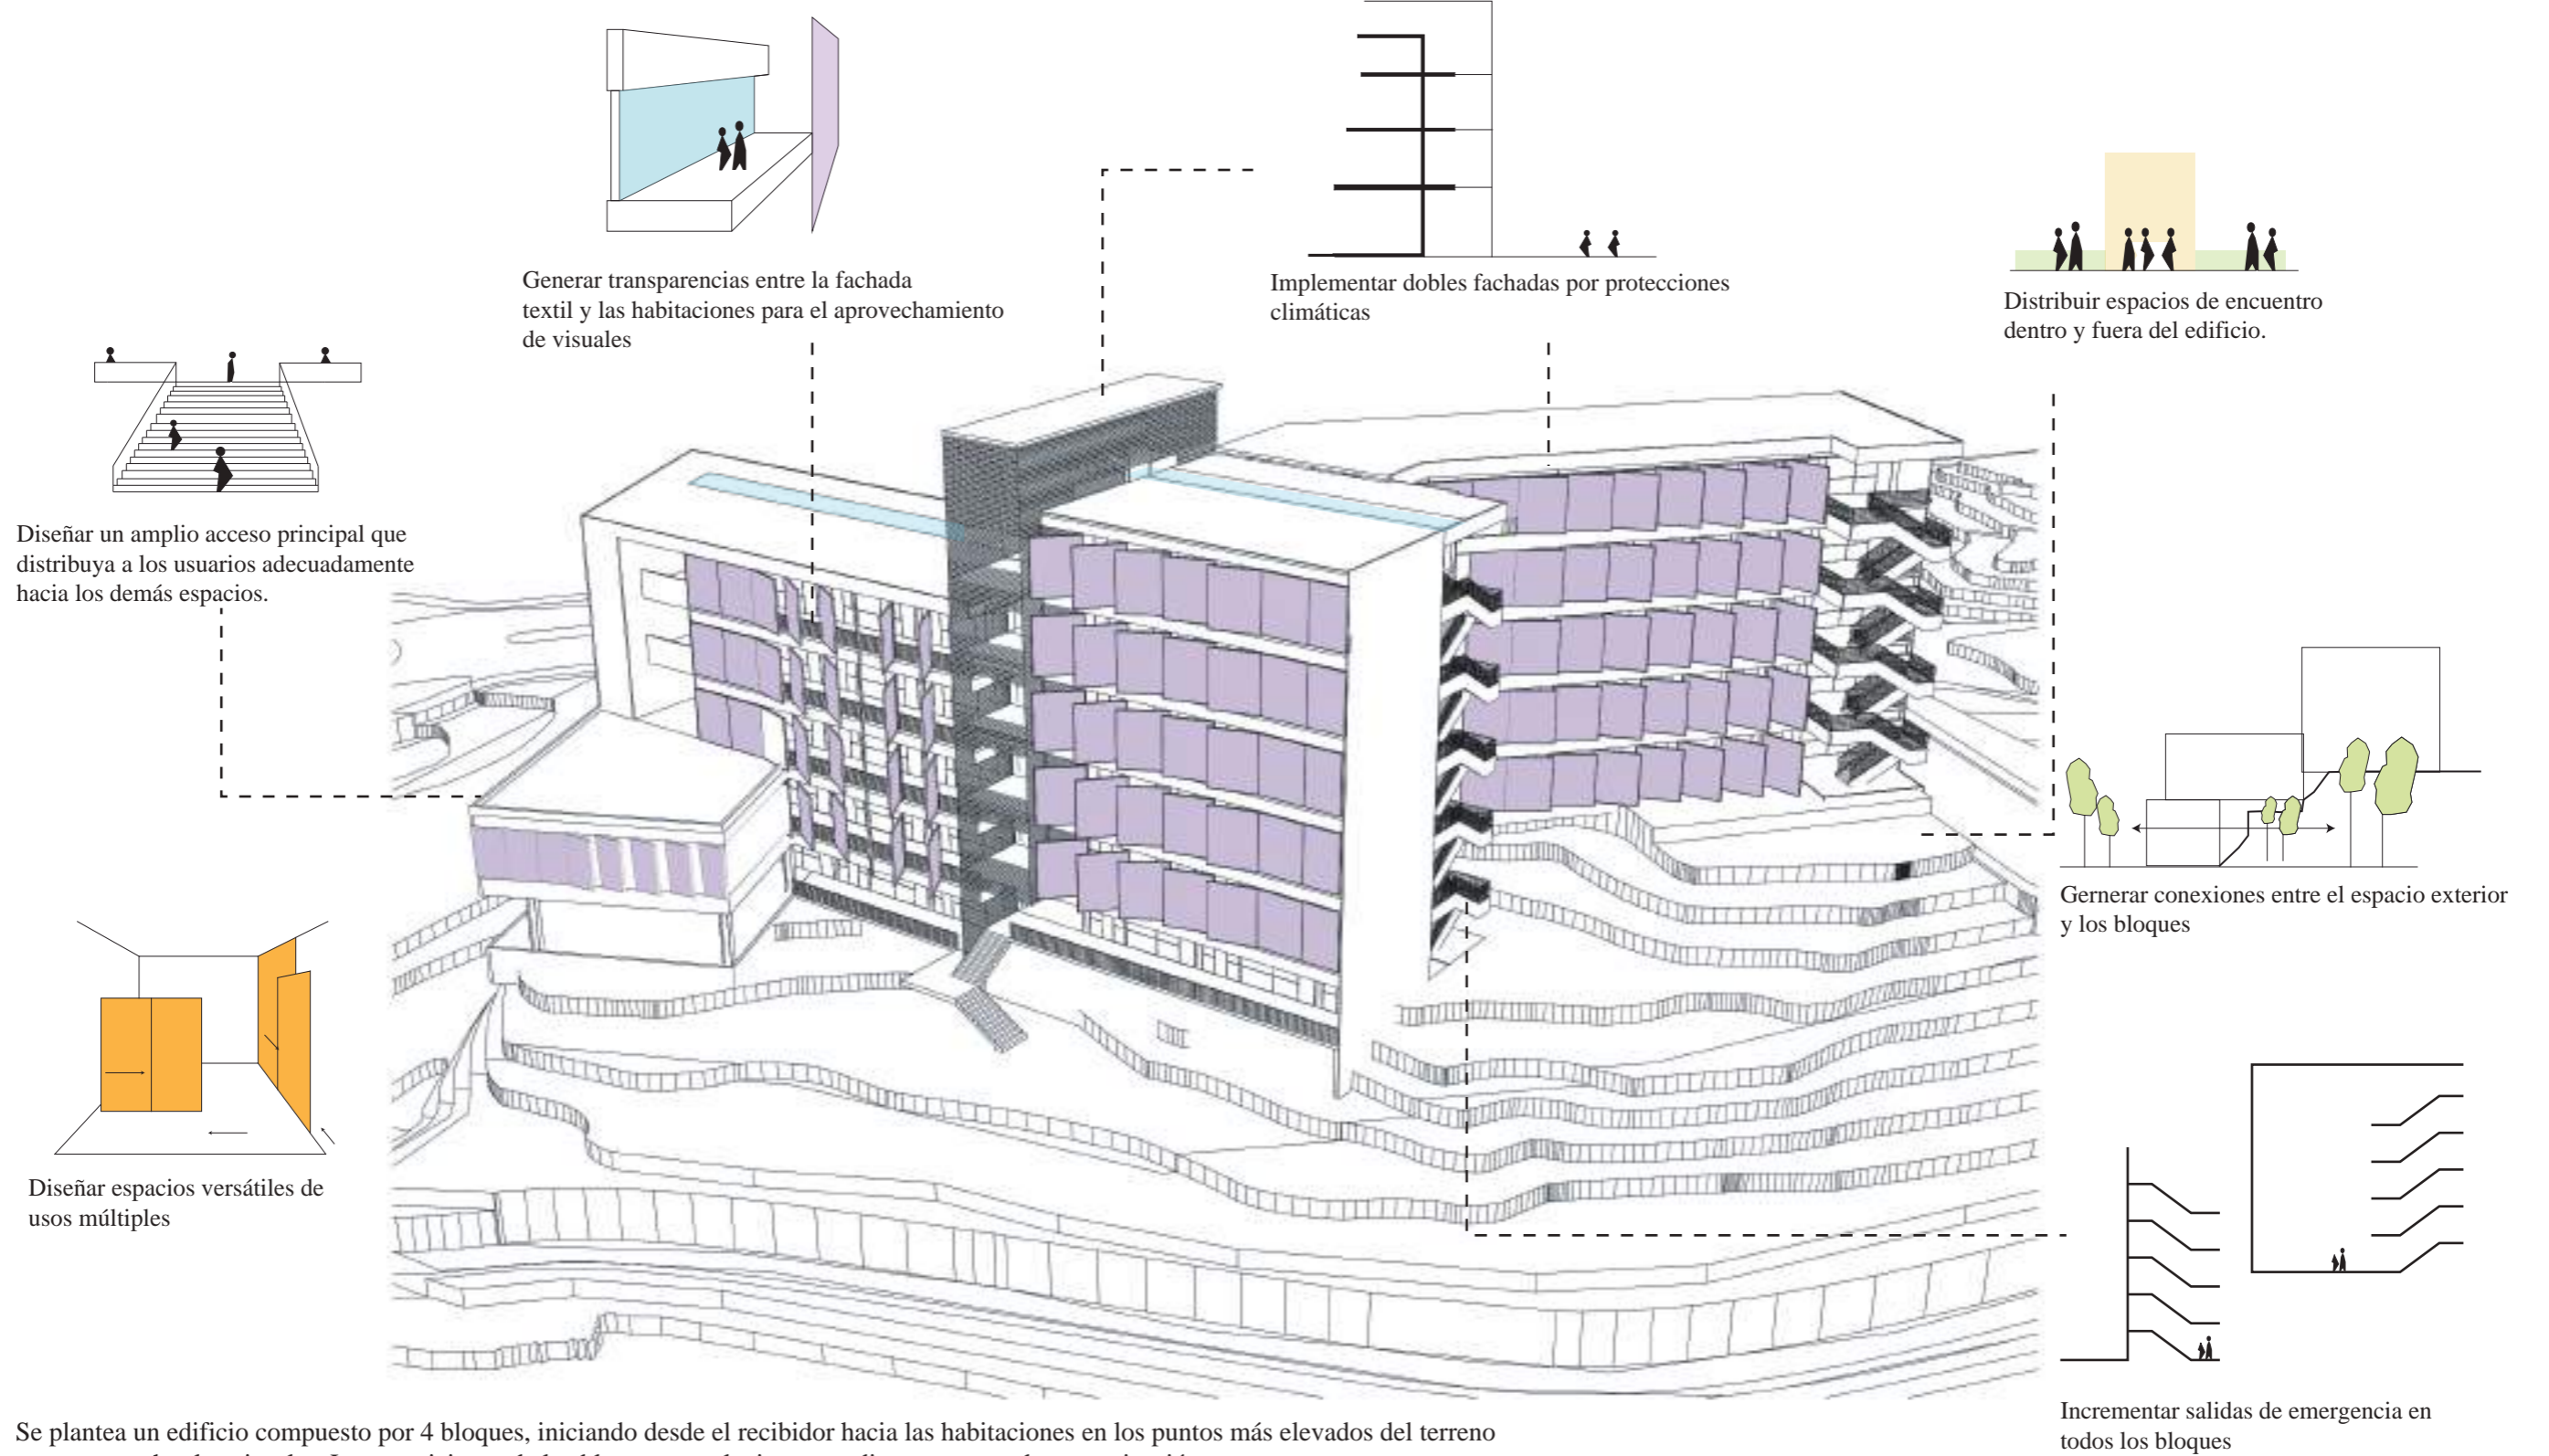 Generar transparencias entre la fachada
textil y las habitaciones para el aprovechamiento
de visuales
Implementar dobles fachadas por protecciones
climáticas
Distribuir espacios de encuentro
dentro y fuera del edificio.
Diseñar un amplio acceso principal que
distribuya a los usuarios adecuadamente
hacia los demás espacios.
Gernerar conexiones entre el espacio exterior
y los bloques
Diseñar espacios versátiles de
usos múltiples
Incrementar salidas de emergencia en
todos los bloques
Se plantea un edificio compuesto por 4 bloques, iniciando desde el recibidor hacia las habitaciones en los puntos más elevados del terreno